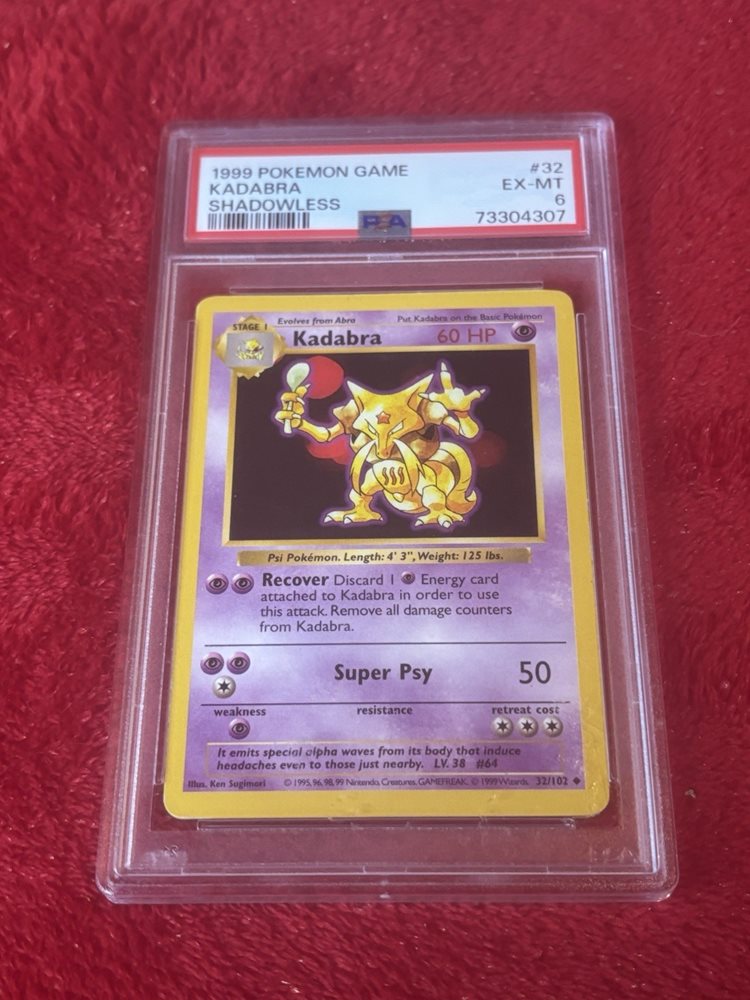 1999 POKEMON GAME #32
KADABRA EX-MT
SHADOWLESS 6
PSA 73304307
STAGE 1 Evolves from Abra Put Kadabra on the Basic Pokémon
Kadabra 60 HP
Psi Pokémon. Length: 4' 3", Weight: 125 lbs.
Recover Discard 1 Energy card
attached to Kadabra in order to use
this attack. Remove all damage counters
from Kadabra.
Super Psy 50
weakness resistance retreat cost
It emits special alpha waves from its body that induce
headaches even to those just nearby. LV. 38 #64
Illus. Ken Sugimori © 1995, 96, 98, 99 Nintendo, Creatures, GAMEFREAK. © 1999 Wizards. 32/102